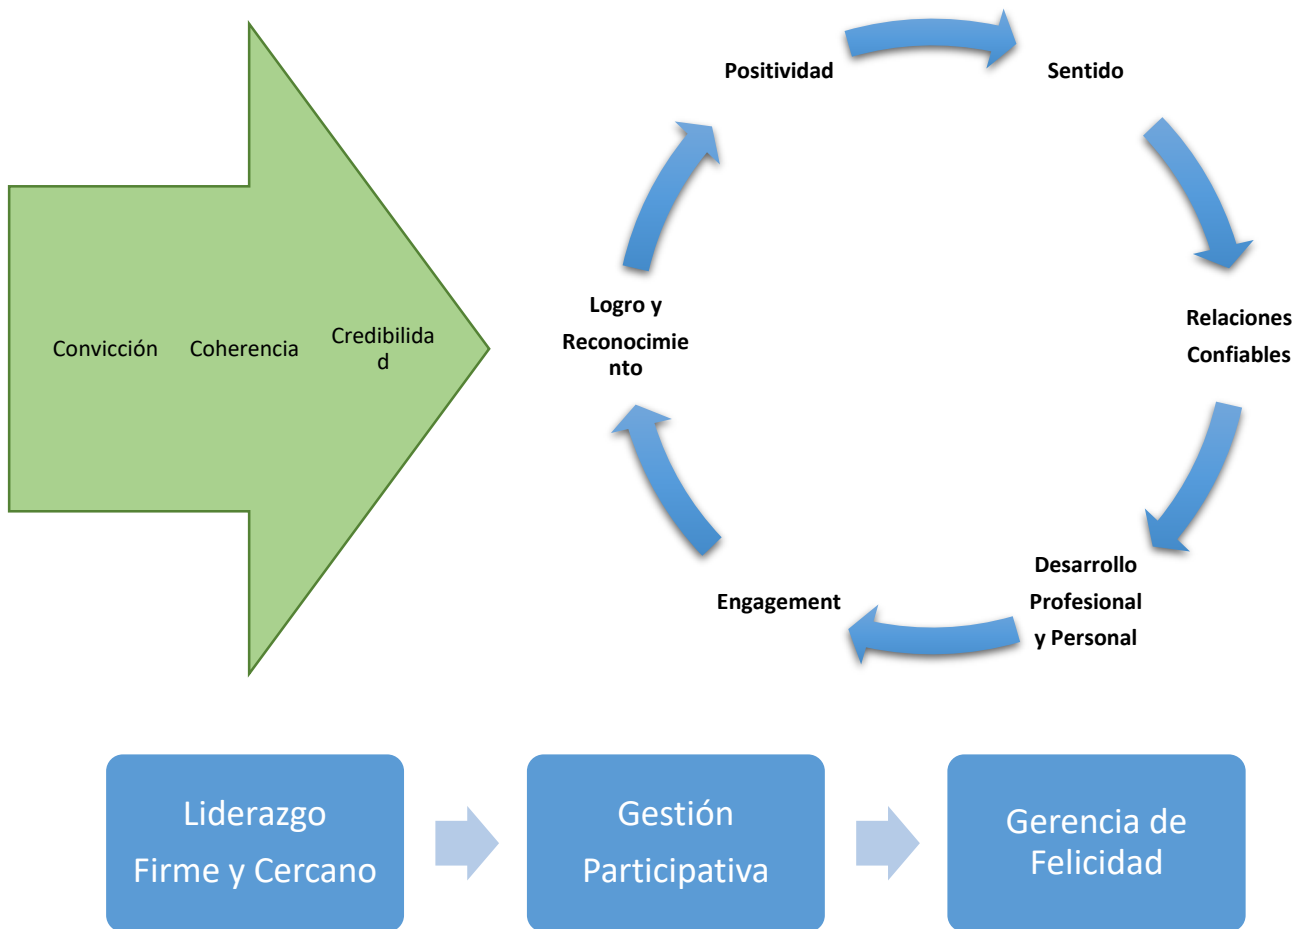 Convicción
Coherencia
Credibilida
d
Positividad
Sentido
Relaciones
Confiables
Desarrollo
Profesional
y Personal
Engagement
Logro y
Reconocimie
nto
Liderazgo
Firme y Cercano
Gestión
Participativa
Gerencia de
Felicidad